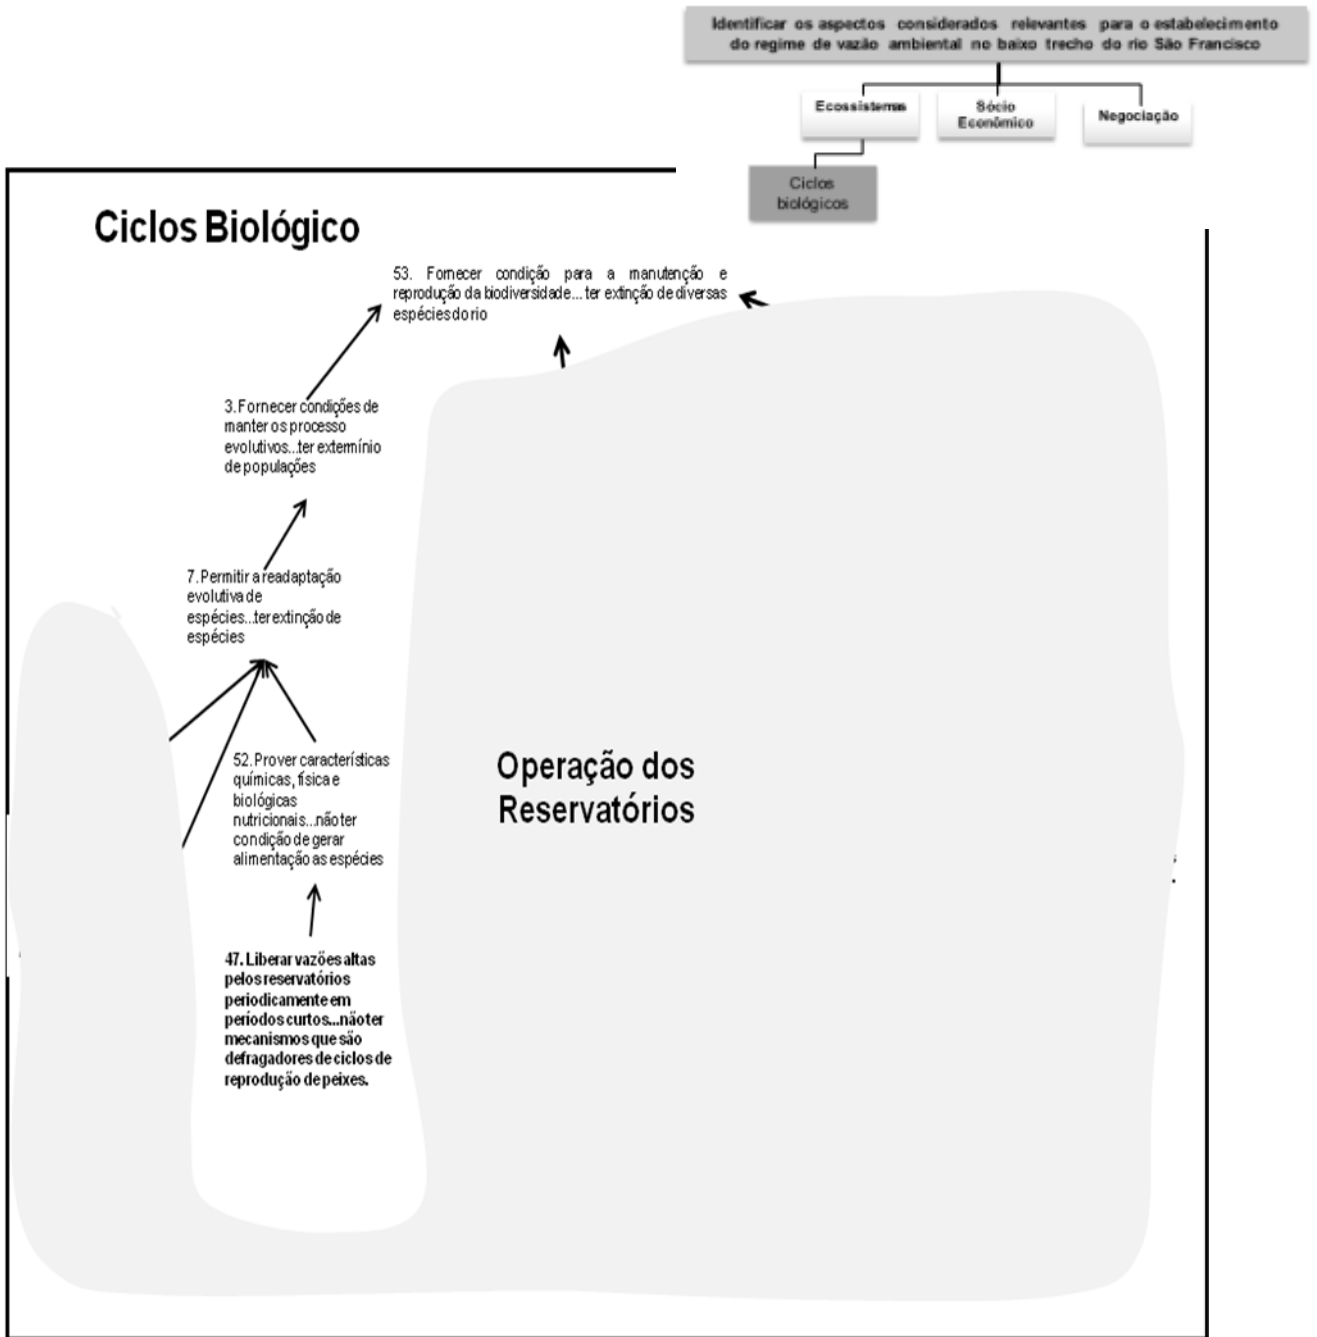 Identificar os aspectos considerados relevantes para o estabelecimento
do regime de vazão ambiental no baixo trecho do rio São Francisco
Ecossistemas
Sócio
Econômico
Negociação
Ciclos
biológicos
Ciclos Biológico
53. Fornecer condição para a manutenção e
reprodução da biodiversidade... ter extinção de diversas
espécies do rio
3. Fornecer condições de
manter os processo
evolutivos...ter extermínio
de populações
7. Permitir a readaptação
evolutiva de
espécies...ter extinção de
espécies
52. Prover características
químicas, física e
biológicas
nutricionais...não ter
condição de gerar
alimentação as espécies
Operação dos
Reservatórios
47. Liberar vazões altas
pelos reservatórios
periodicamente em
períodos curtos...não ter
mecanismos que são
defragadores de ciclos de
reprodução de peixes.